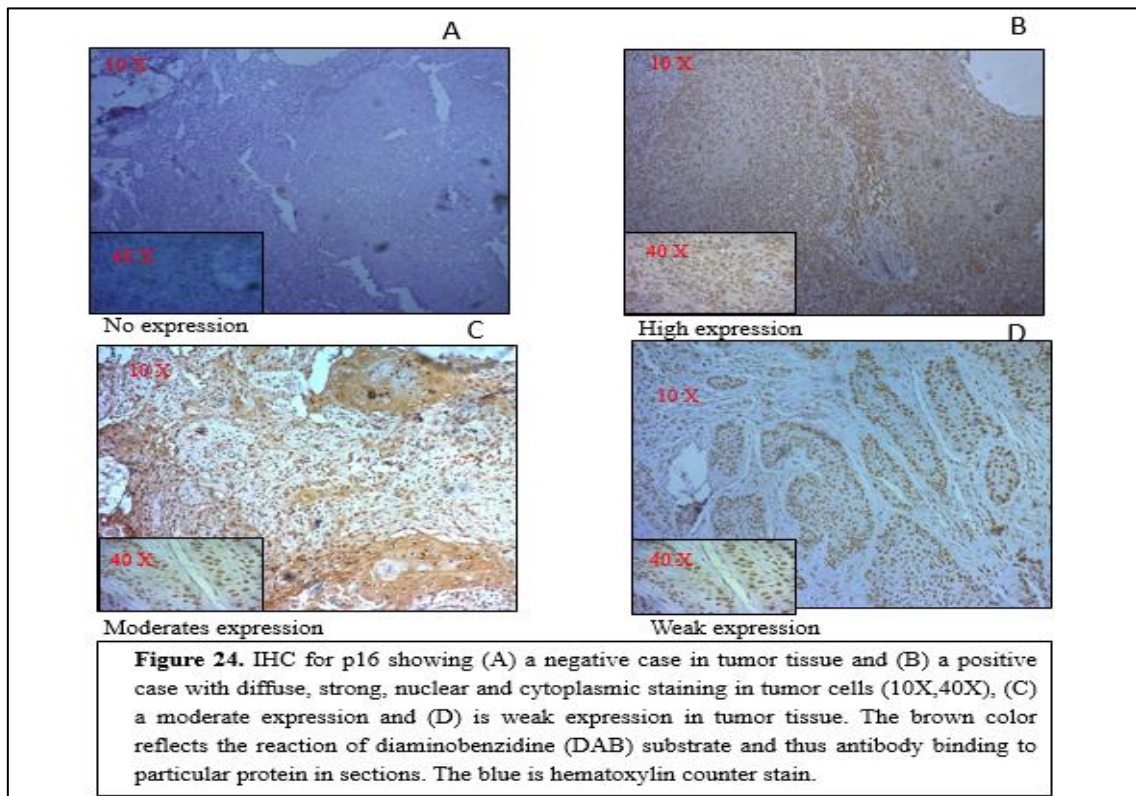 A
B
10 X
10 X
40 X
40 X
No expression
High expression
C
D
10 X
10 X
40 X
40 X
Moderates expression
Weak expression
Figure 24. IHC for p16 showing (A) a negative case in tumor tissue and (B) a positive
case with diffuse, strong, nuclear and cytoplasmic staining in tumor cells (10X,40X), (C)
a moderate expression and (D) is weak expression in tumor tissue. The brown color
reflects the reaction of diaminobenzidine (DAB) substrate and thus antibody binding to
particular protein in sections. The blue is hematoxylin counter stain.